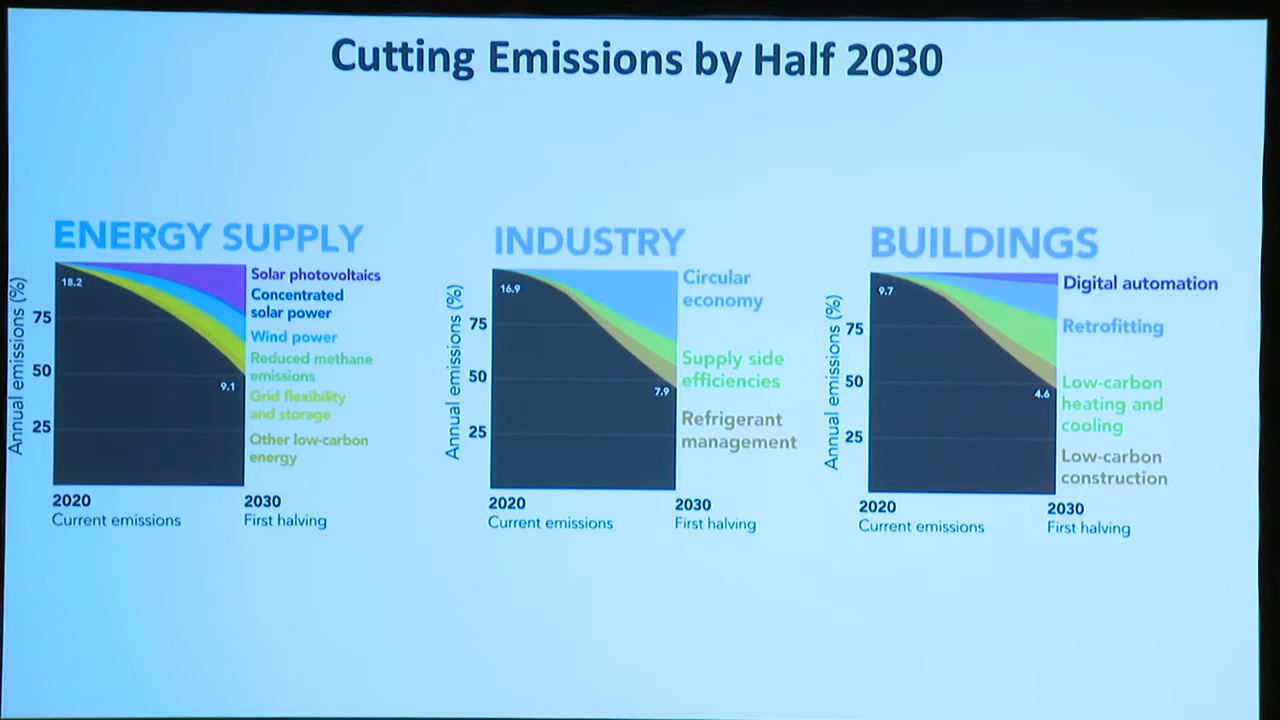 Cutting Emissions by Half 2030
ENERGY SUPPLY
Annual emissions (%)
75
50
25
18.2
9.1
Solar photovoltaics
Concentrated
solar power
Wind power
Reduced methane
emissions
Grid flexibility
and storage
Other low-carbon
energy
2020
Current emissions
2030
First halving
INDUSTRY
Annual emissions (%)
75
50
25
16.9
7.9
Circular
economy
Supply side
efficiencies
Refrigerant
management
2020
Current emissions
2030
First halving
BUILDINGS
Annual emissions (%)
75
50
25
9.7
4.6
Digital automation
Retrofitting
Low-carbon
heating and
cooling
Low-carbon
construction
2020
Current emissions
2030
First halving